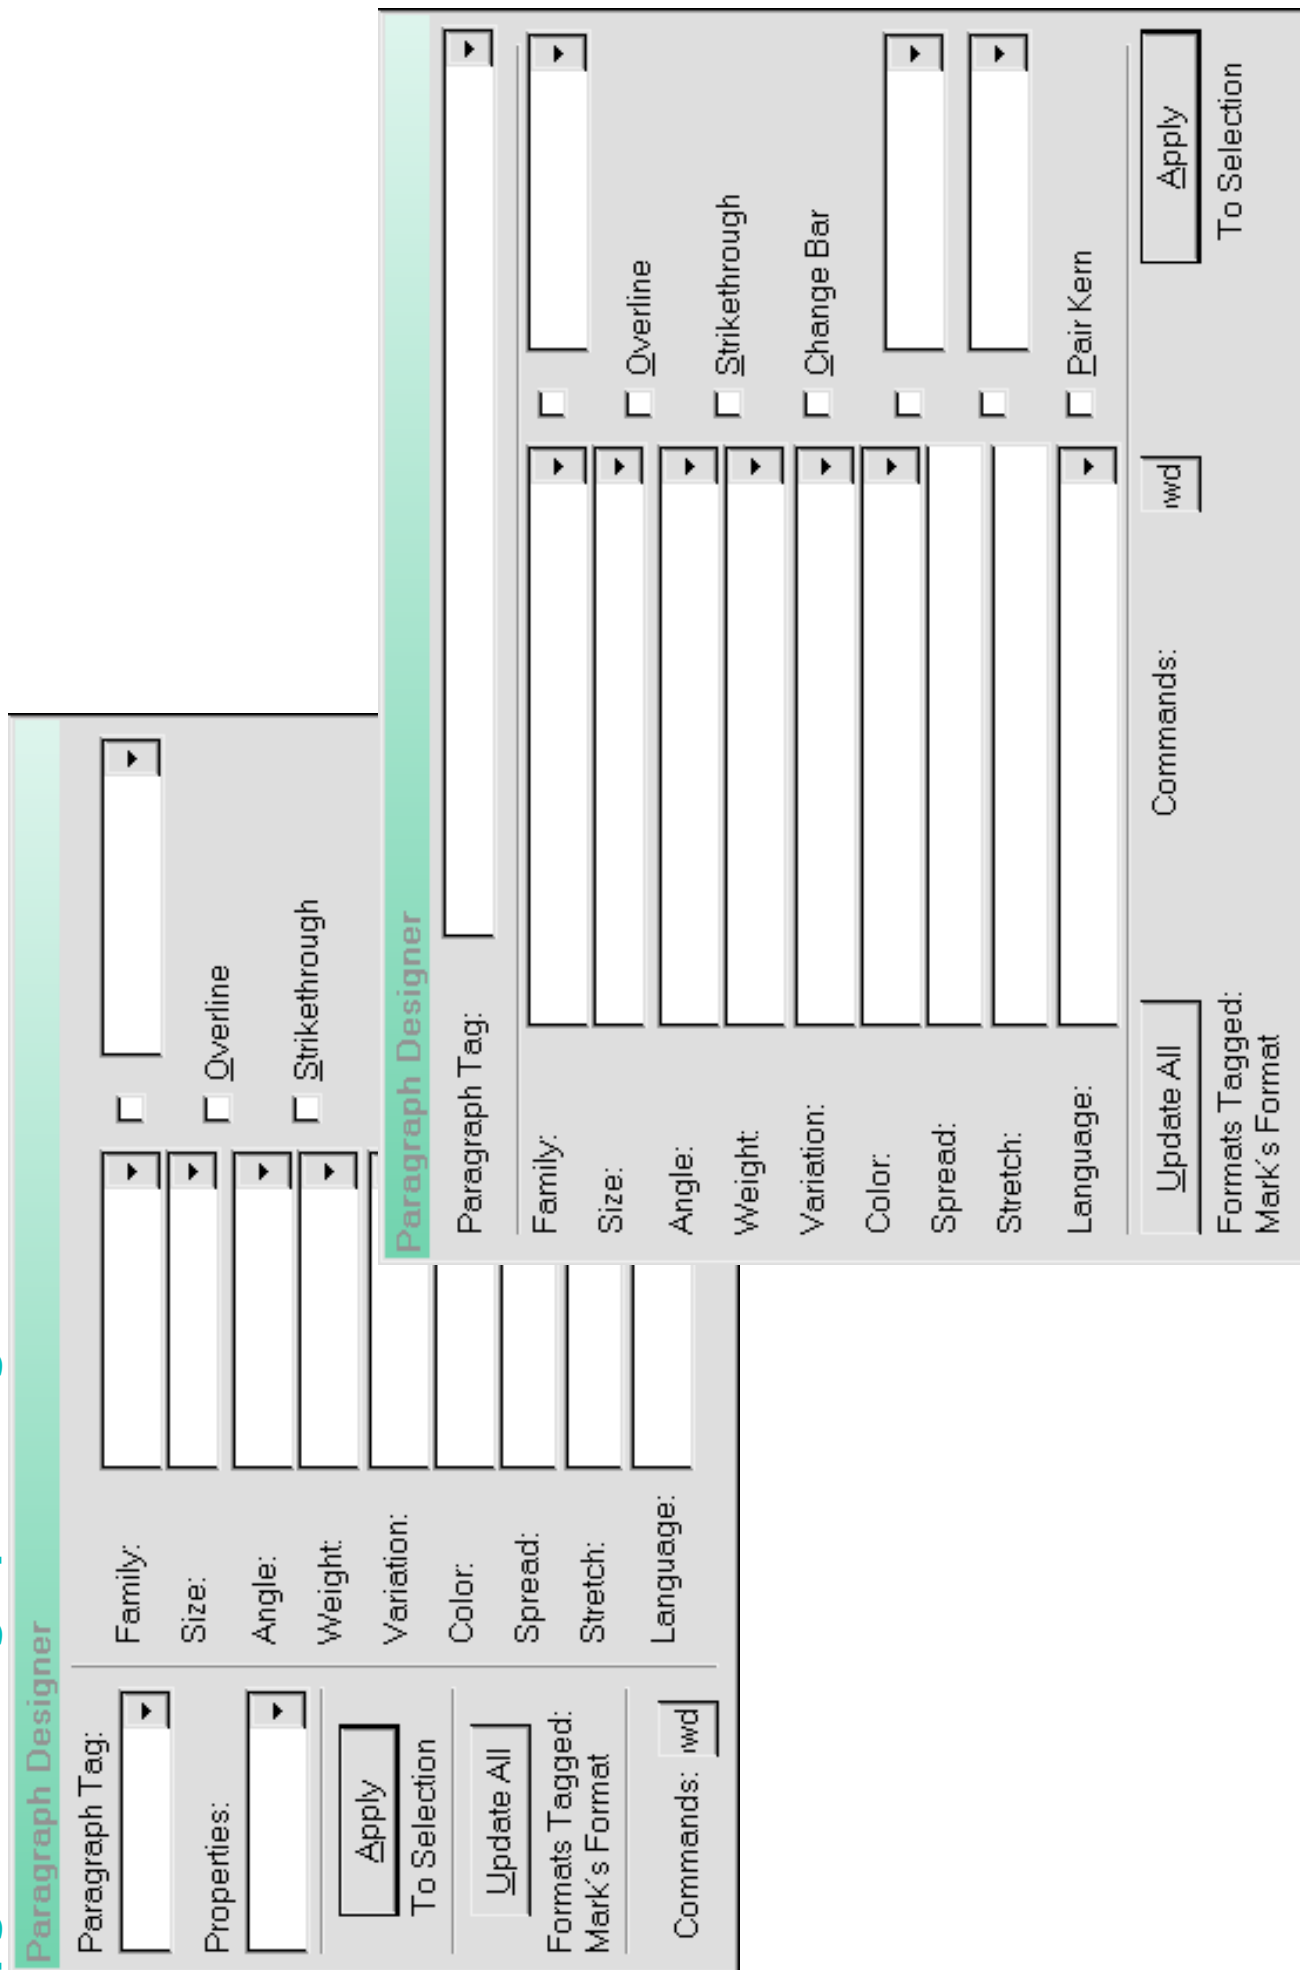 Paragraph Designer
Paragraph Tag:
Properties:
Apply
To Selection
Update All
Formats Tagged:
Mark's Format
Commands:
Family:
Size:
Angle:
Weight:
Variation:
Color:
Spread:
Stretch:
Language:
Overline
Strikethrough
Paragraph Designer
Paragraph Tag:
Family:
Size:
Angle:
Weight:
Variation:
Color:
Spread:
Stretch:
Language:
Overline
Strikethrough
Change Bar
Pair Kern
Update All
Formats Tagged:
Mark's Format
Commands:
Apply
To Selection